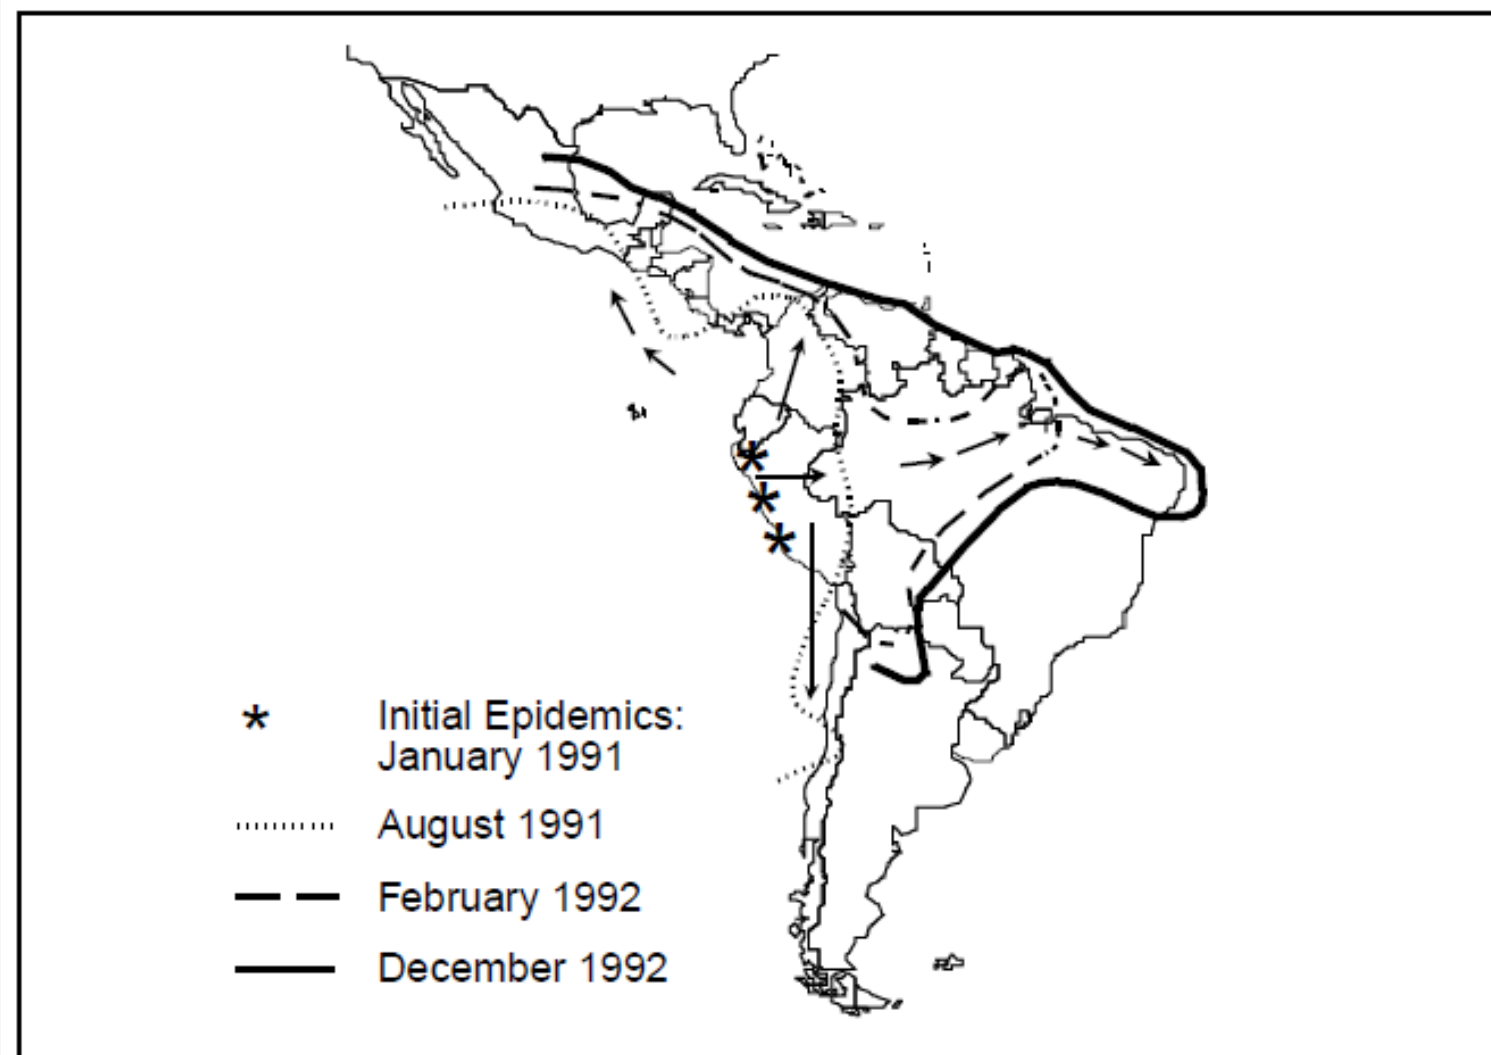 * Initial Epidemics:
January 1991
August 1991
February 1992
December 1992